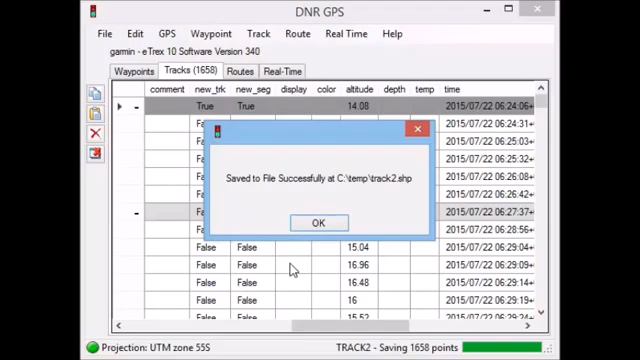 DNR GPS
File Edit GPS Waypoint Track Route Real Time Help
garmin - eTrex 10 Software Version 340
Waypoints Tracks (1658) Routes Real-Time
comment new_trk new_seg display color altitude depth temp time
True True 14.08 2015/07/22 06:24:06+
2015/07/22 06:24:31+
2015/07/22 06:25:03+
2015/07/22 06:25:32+
Saved to File Successfully at C:\temp\track2.shp
2015/07/22 06:26:14+
2015/07/22 06:26:42+
2015/07/22 06:27:37+
OK
2015/07/22 06:28:56+
False False 15.04 2015/07/22 06:29:04+
False False 16.96 2015/07/22 06:29:09+
False False 16.48 2015/07/22 06:29:14+
False False 16 2015/07/22 06:29:19+
False False 15.52
Projection: UTM zone 55S TRACK2 - Saving 1658 points